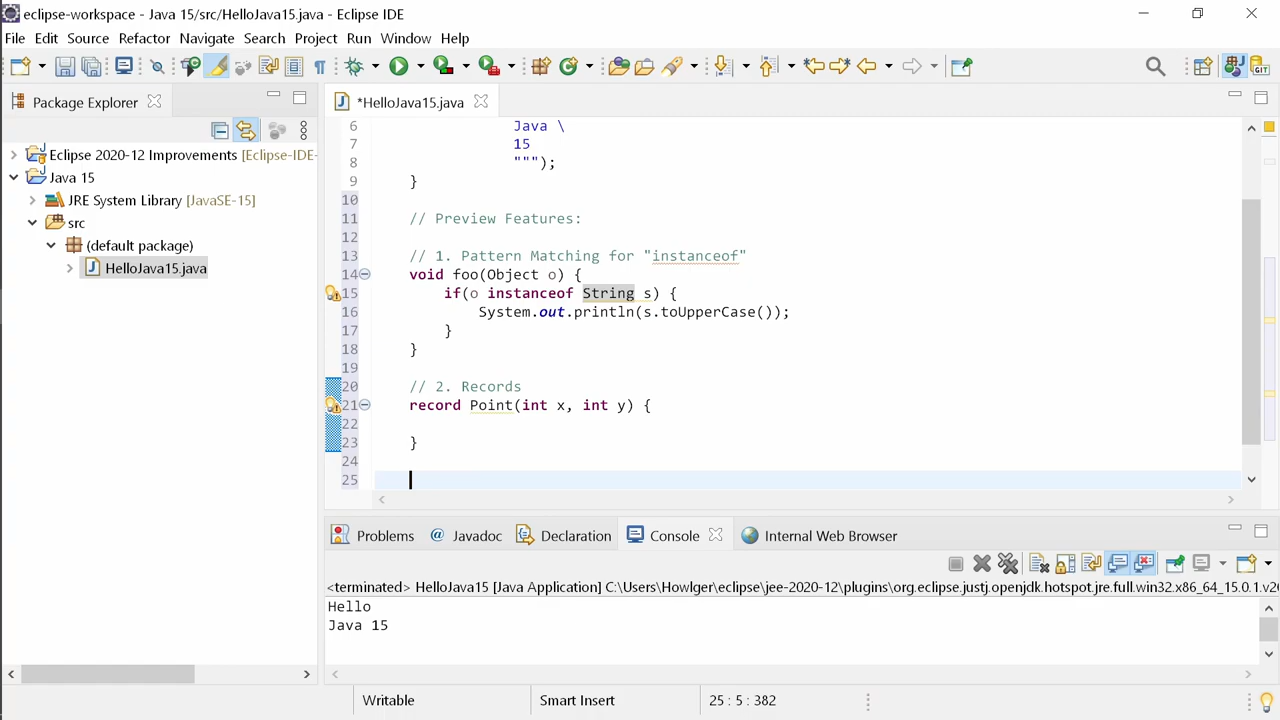 eclipse-workspace - Java 15/src/HelloJava15.java - Eclipse IDE
File Edit Source Refactor Navigate Search Project Run Window Help
Package Explorer
*HelloJava15.java
Eclipse 2020-12 Improvements [Eclipse-IDE-
Java 15
JRE System Library [JavaSE-15]
src
(default package)
HelloJava15.java
6 Java \
7 15
8 """);
9 }
10
11 // Preview Features:
12
13 // 1. Pattern Matching for "instanceof"
14 void foo(Object o) {
15 if(o instanceof String s) {
16 System.out.println(s.toUpperCase());
17 }
18 }
19
20 // 2. Records
21 record Point(int x, int y) {
22
23 }
24
25
Problems @ Javadoc Declaration Console Internal Web Browser
<terminated> HelloJava15 [Java Application] C:\Users\Howlger\eclipse\jee-2020-12\plugins\org.eclipse.justj.openjdk.hotspot.jre.full.win32.x86_64_15.0.1.v20
Hello
Java 15
Writable Smart Insert 25 : 5 : 382